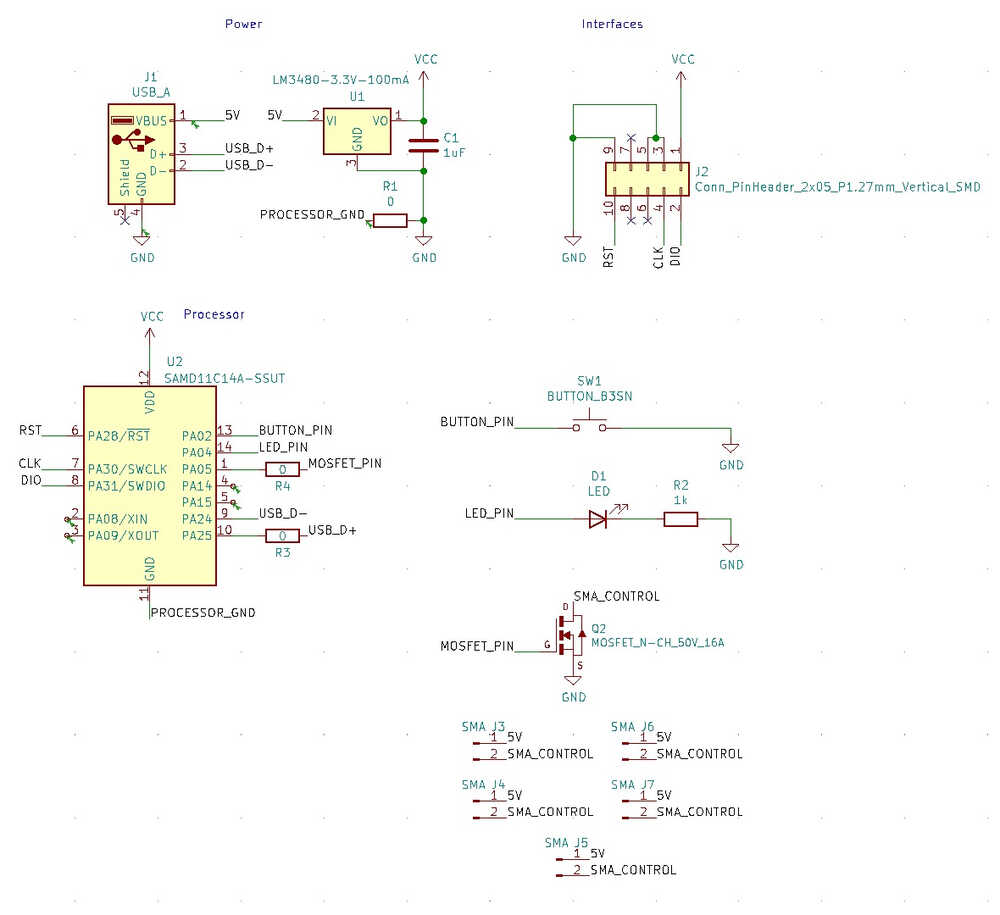 Power
Interfaces
J1
USB_A
1
VBUS
5V
3
D+
USB_D+
2
D-
USB_D-
Shield
GND
5
4
GND
LM3480-3.3V-100mA
U1
5V
2
VI
VO
1
GND
3
VCC
C1
1uF
R1
0
PROCESSOR_GND
GND
VCC
9
7
5
3
1
J2
Conn_PinHeader_2x05_P1.27mm_Vertical_SMD
10
8
6
4
2
RST
CLK
DIO
GND
Processor
VCC
U2
SAMD11C14A-SSUT
12
VDD
RST
6
PA28/RST
CLK
7
PA30/SWCLK
DIO
8
PA31/SWDIO
2
PA08/XIN
3
PA09/XOUT
PA02
13
BUTTON_PIN
PA04
14
LED_PIN
PA05
1
0
MOSFET_PIN
R4
PA14
4
PA15
5
PA24
9
USB_D-
PA25
10
0
USB_D+
R3
GND
11
PROCESSOR_GND
SW1
BUTTON_B3SN
BUTTON_PIN
GND
D1
LED
LED_PIN
R2
1k
GND
SMA_CONTROL
D
Q2
MOSFET_N-CH_50V_16A
MOSFET_PIN
G
S
GND
SMA J3
1 5V
2 SMA_CONTROL
SMA J6
1 5V
2 SMA_CONTROL
SMA J4
1 5V
2 SMA_CONTROL
SMA J7
1 5V
2 SMA_CONTROL
SMA J5
1 5V
2 SMA_CONTROL